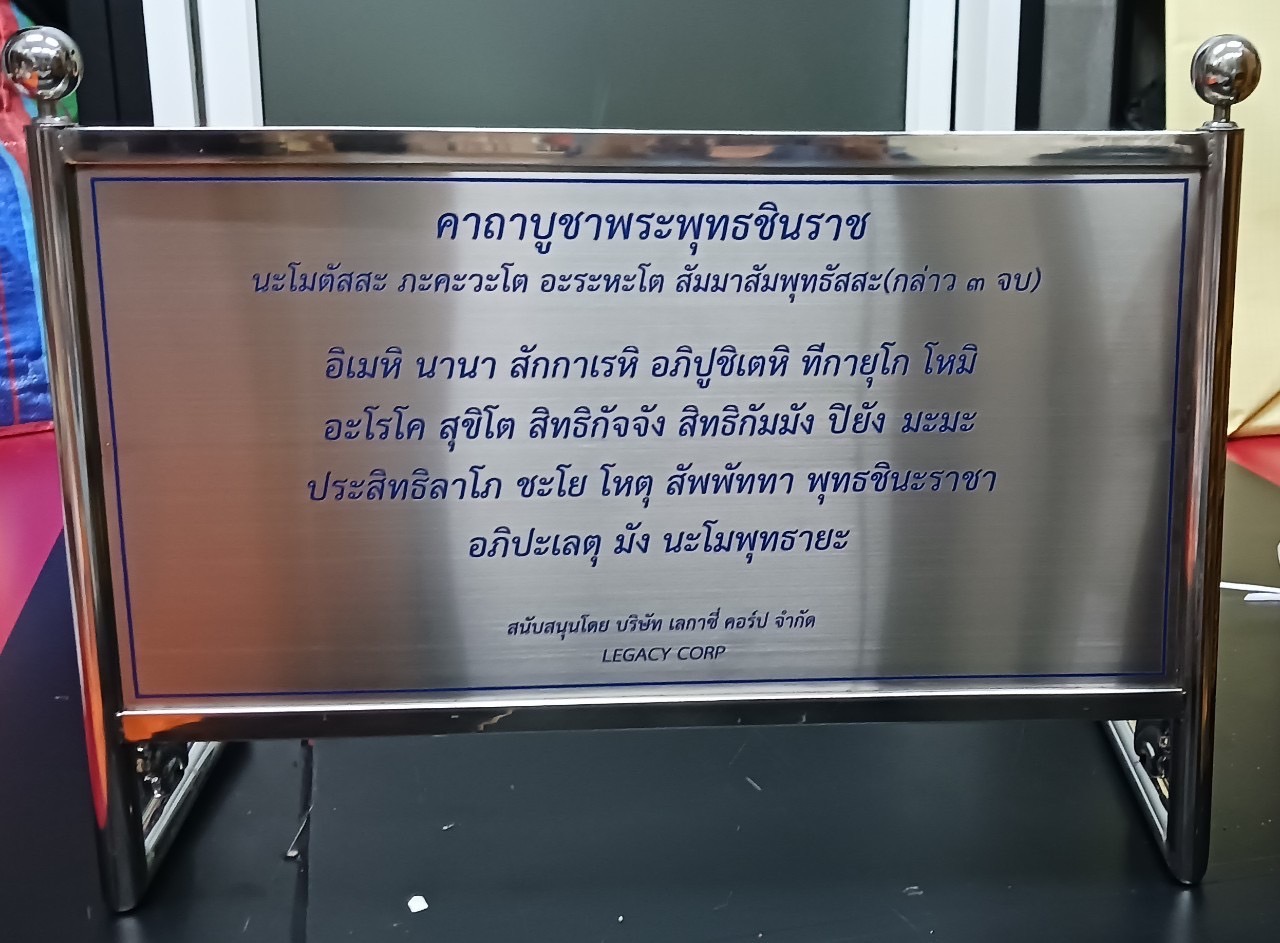 คาถาบูชาพระพุทธชินราช
นะโมตัสสะ ภะคะวะโต อะระหะโต สัมมาสัมพุทธัสสะ(กล่าว ๓ จบ)
อิเมหิ นานา สักกาเรหิ อภิปูชิเตหิ ทีกายุโก โหมิ
อะโรโค สุขิโต สิทธิกัจจัง สิทธิกัมมัง ปิยัง มะมะ
ประสิทธิลาโภ ชะโย โหตุ สัพพัททา พุทธชินะราชา
อภิปะเลตุ มัง นะโมพุทธายะ
สนับสนุนโดย บริษัท เลกาซี่ คอร์ป จำกัด
LEGACY CORP